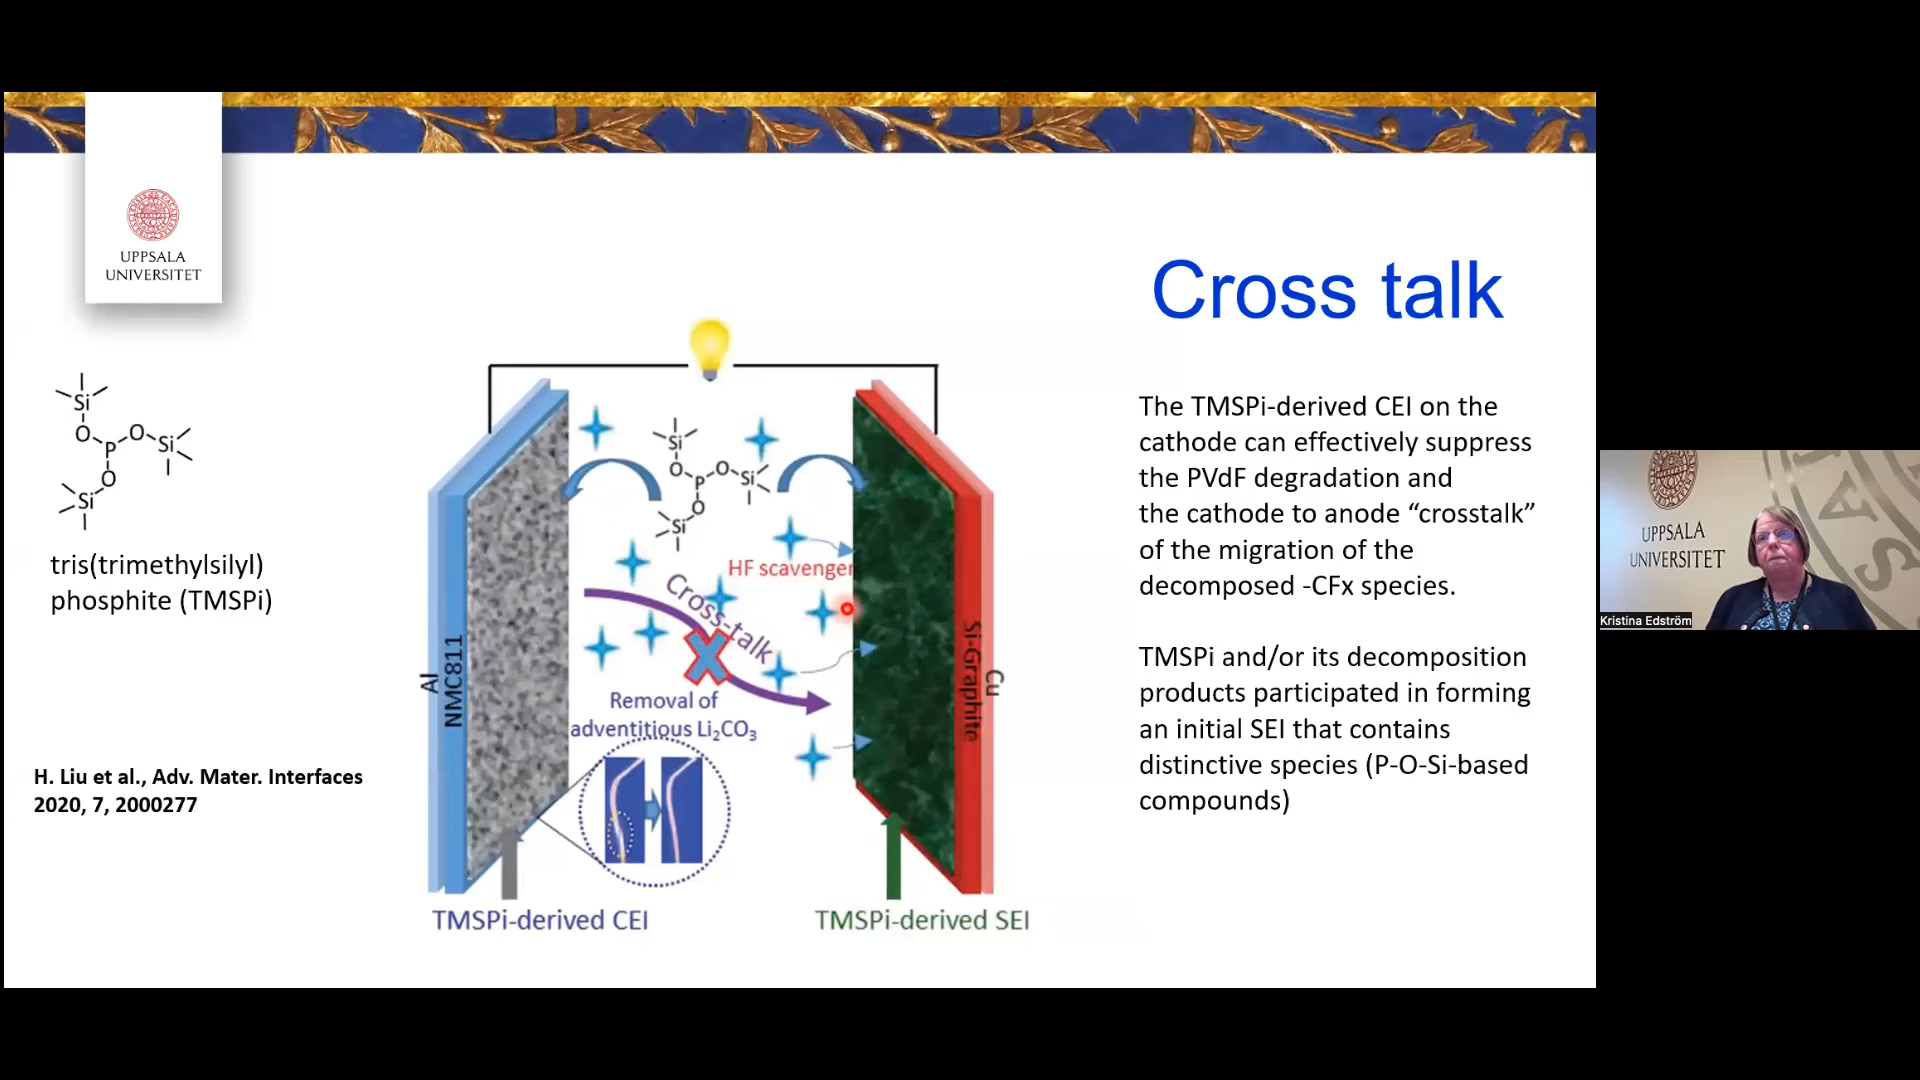 UPPSALA
UNIVERSITET
Cross talk
Si
O
O
Si
P
O
Si
tris(trimethylsilyl)
phosphite (TMSPi)
H. Liu et al., Adv. Mater. Interfaces
2020, 7, 2000277
Si
O
O
Si
P
O
Si
HF scavenger
Cross-talk
Removal of
adventitious Li₂CO₃
Al
NMC811
Si-Graphite
Cu
TMSPi-derived CEI
TMSPi-derived SEI
The TMSPi-derived CEI on the
cathode can effectively suppress
the PVdF degradation and
the cathode to anode “crosstalk”
of the migration of the
decomposed -CFx species.
TMSPi and/or its decomposition
products participated in forming
an initial SEI that contains
distinctive species (P-O-Si-based
compounds)
UPPSALA
UNIVERSITET
Kristina Edström